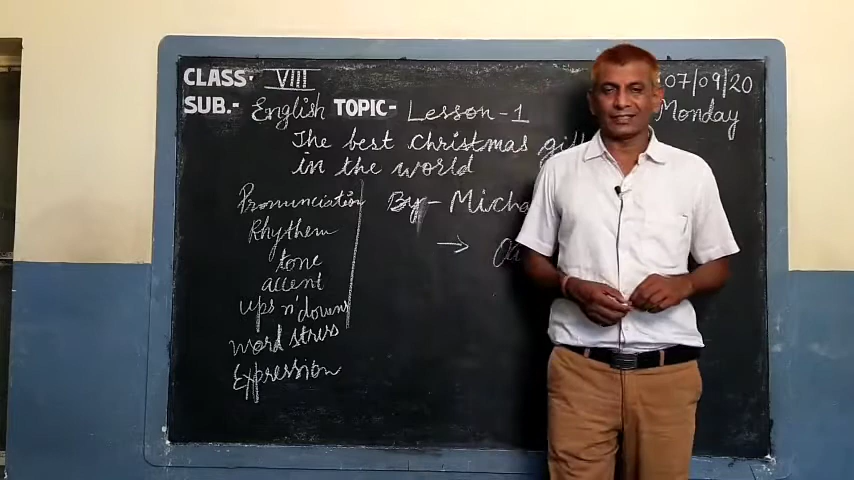 CLASS - VIII
07/09/20
SUB.- English TOPIC- Lesson-1
Monday
The best christmas gift
in the world
By- Micha
→
Pronunciation
Rhythem
tone
accent
ups n' downs
word stress
Expression